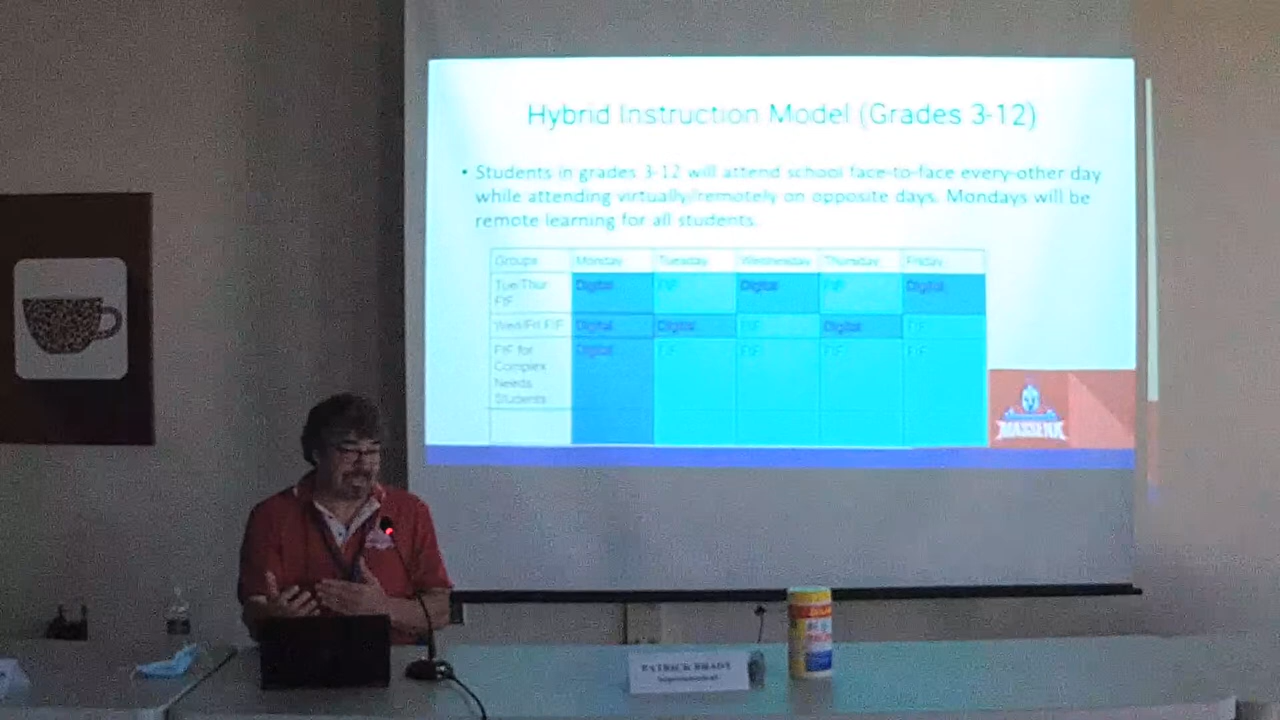 Hybrid Instruction Model (Grades 3-12)
• Students in grades 3-12 will attend school face-to-face every-other day
while attending virtually/remotely on opposite days. Mondays will be
remote learning for all students.
Groups Monday Tuesday Wednesday Thursday Friday
Tue/Thur Digital F/F Digital F/F Digital
F/F
Wed/Fri F/F Digital Digital F/F Digital F/F
F/F for Digital F/F F/F F/F F/F
Complex
Needs
Students
MASSENA
PATRICK BRADY
Superintendent